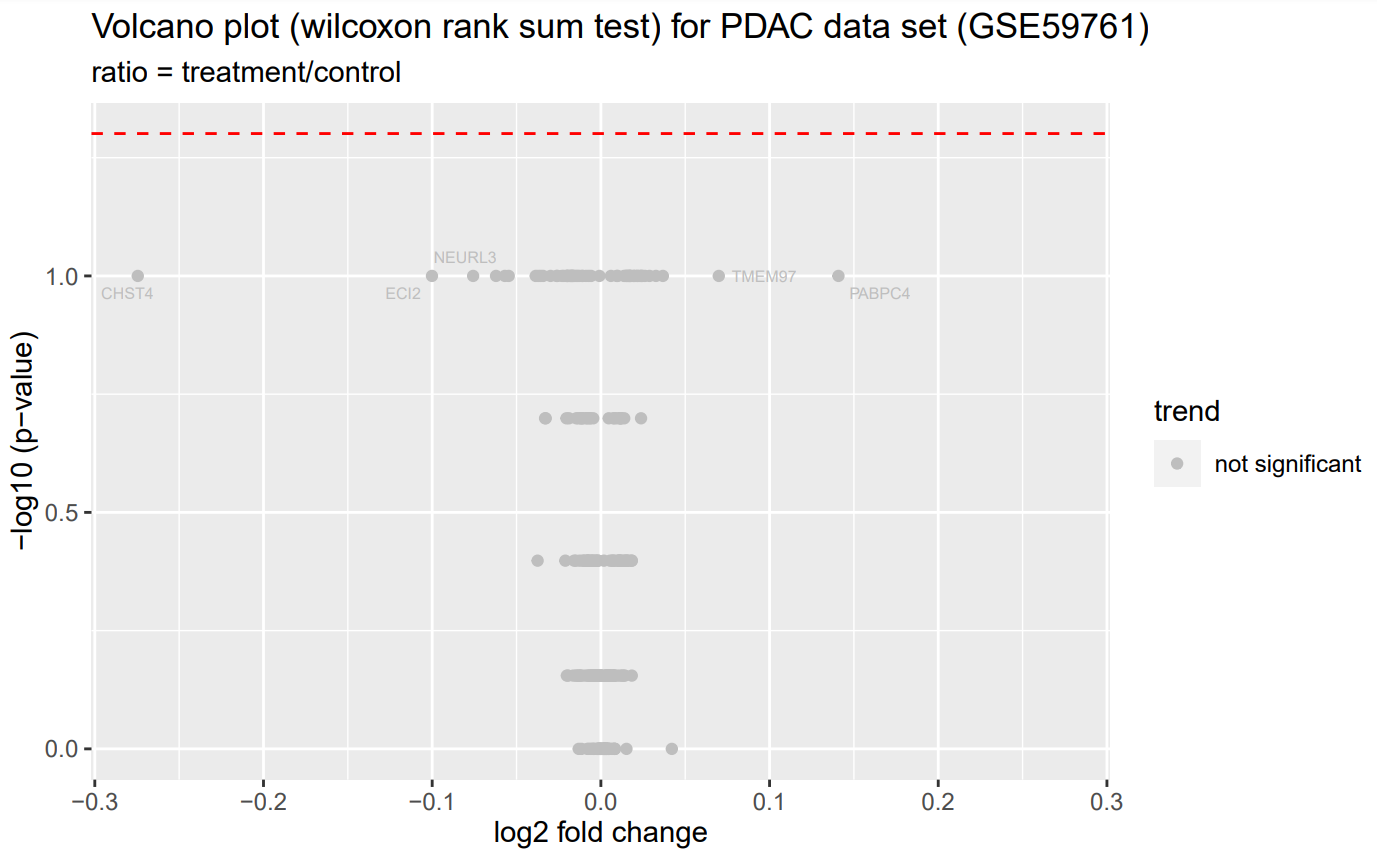 Volcano plot (wilcoxon rank sum test) for PDAC data set (GSE59761)
ratio = treatment/control
−log10 (p−value)
1.0
0.5
0.0
NEURL3
CHST4
ECI2
TMEM97
PABPC4
−0.3
−0.2
−0.1
0.0
0.1
0.2
0.3
log2 fold change
trend
not significant